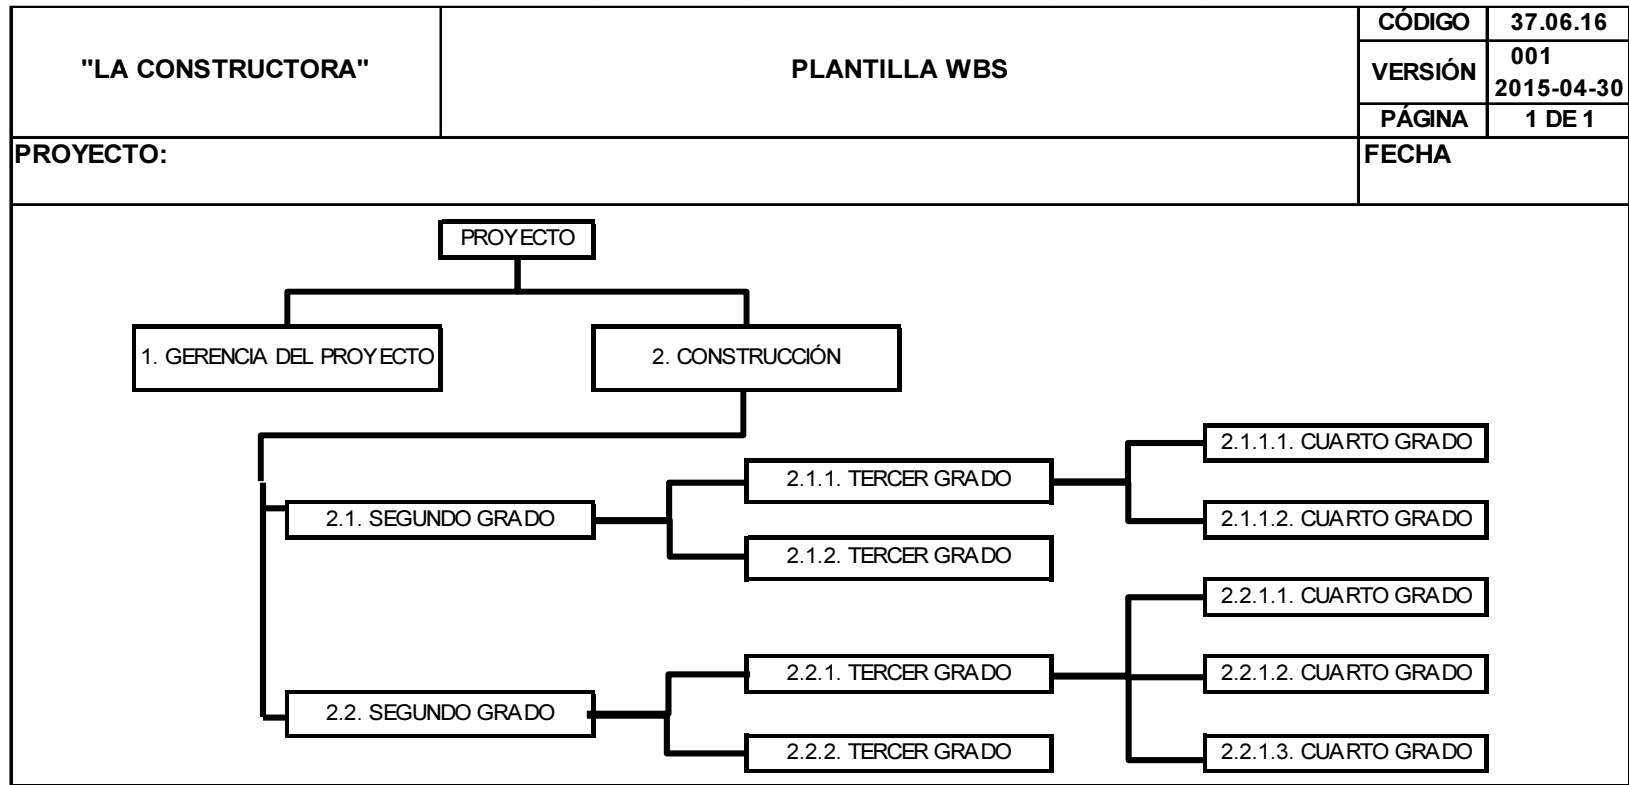 "LA CONSTRUCTORA"
PLANTILLA WBS
CÓDIGO
37.06.16
VERSIÓN
001
2015-04-30
PÁGINA
1 DE 1
PROYECTO:
FECHA
PROYECTO
1. GERENCIA DEL PROYECTO
2. CONSTRUCCIÓN
2.1. SEGUNDO GRADO
2.1.1. TERCER GRADO
2.1.1.1. CUARTO GRADO
2.1.1.2. CUARTO GRADO
2.1.2. TERCER GRADO
2.2. SEGUNDO GRADO
2.2.1. TERCER GRADO
2.2.1.1. CUARTO GRADO
2.2.1.2. CUARTO GRADO
2.2.1.3. CUARTO GRADO
2.2.2. TERCER GRADO